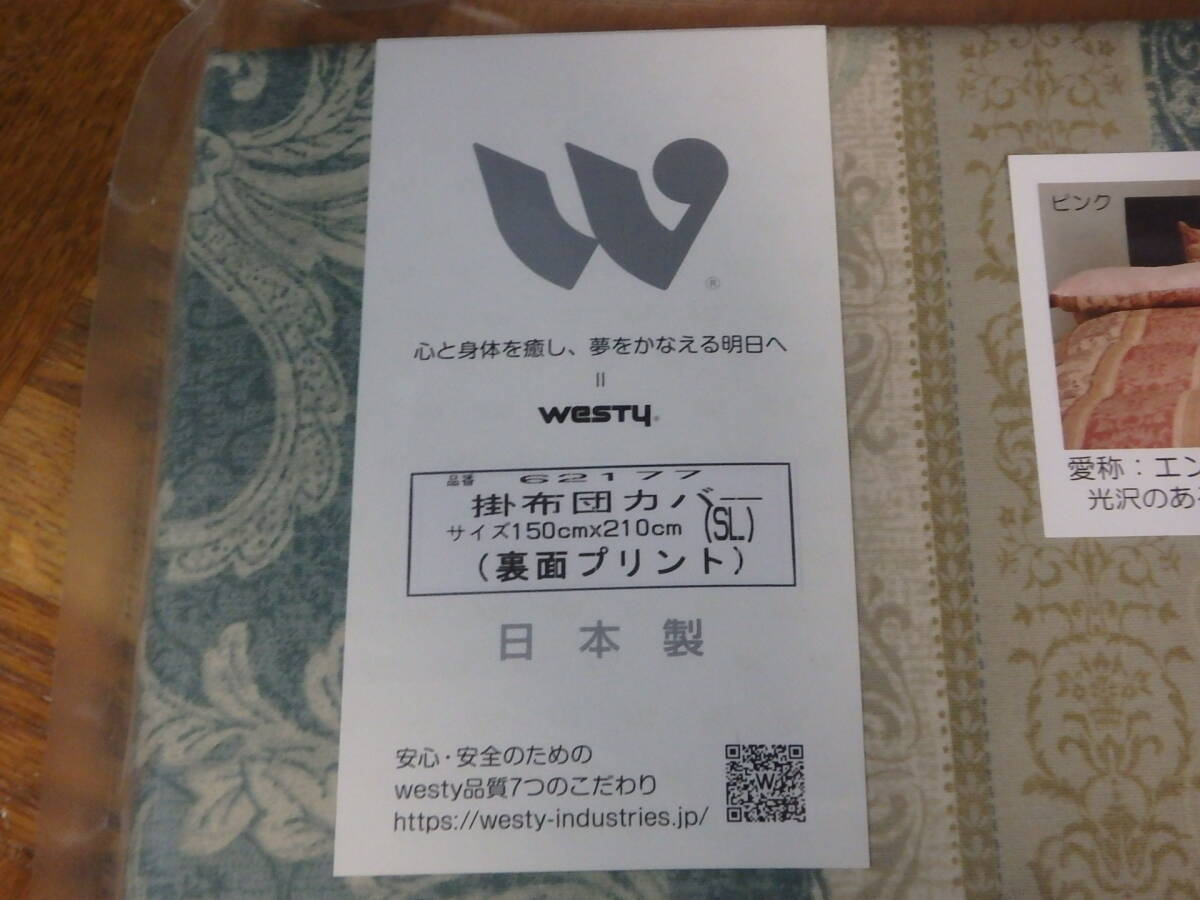 W®
心と身体を癒し、夢をかなえる明日へ
=
westy®
品番 62177
掛布団カバー
サイズ150cmx210cm (SL)
(裏面プリント)
日本製
安心・安全のための
westy品質7つのこだわり
https://westy-industries.jp/
W
ピンク
愛称：エン
光沢のあ